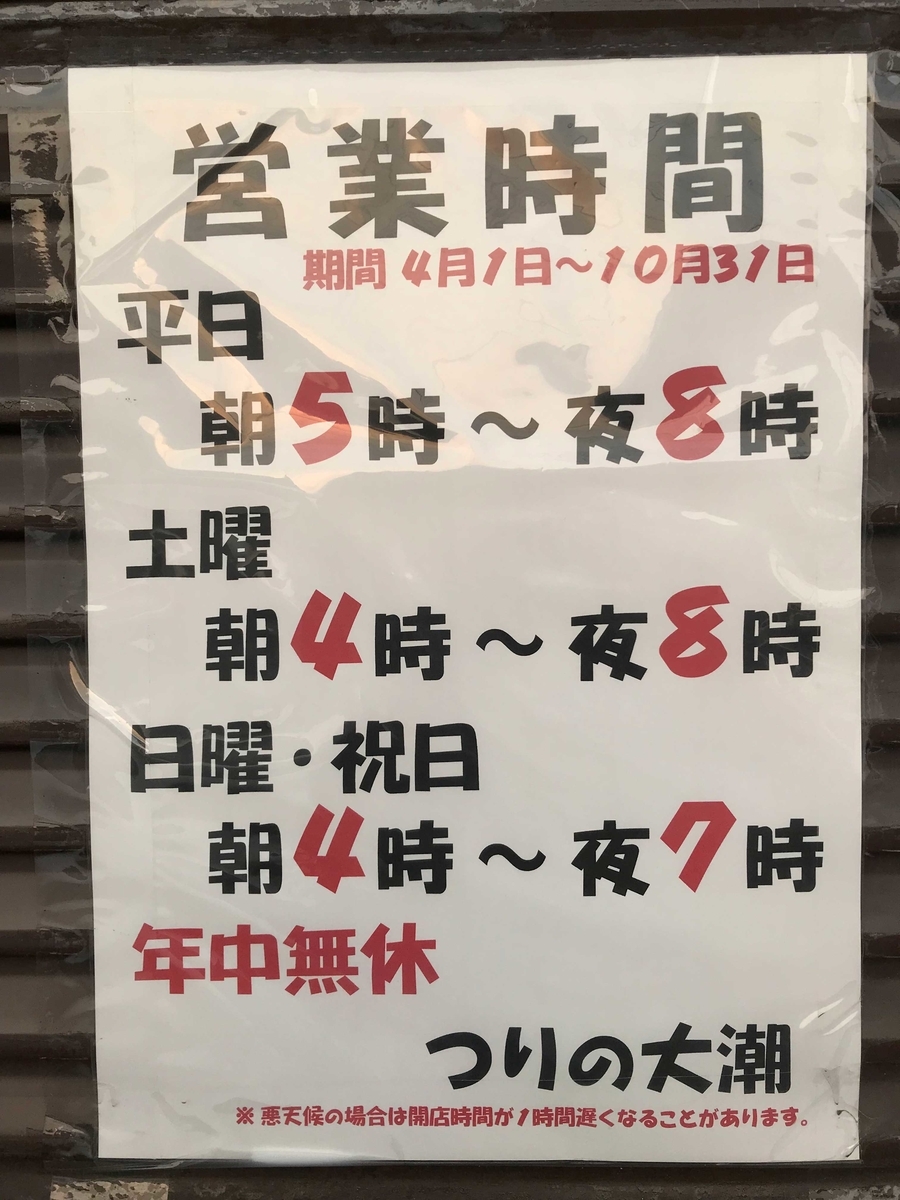 営業時間
期間 4月1日～10月31日
平日
朝5時～夜8時
土曜
朝4時～夜8時
日曜・祝日
朝4時～夜7時
年中無休
つりの大潮
※ 悪天候の場合は開店時間が1時間遅くなることがあります。